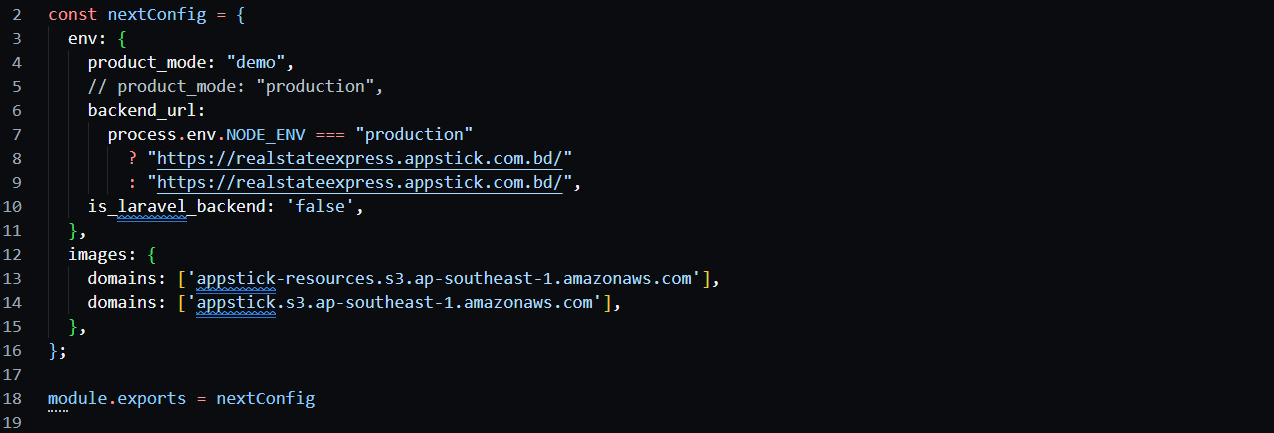 2 const nextConfig = {
3 env: {
4 product_mode: "demo",
5 // product_mode: "production",
6 backend_url:
7 process.env.NODE_ENV === "production"
8 ? "https://realstateexpress.appstick.com.bd/"
9 : "https://realstateexpress.appstick.com.bd/",
10 is_laravel_backend: 'false',
11 },
12 images: {
13 domains: ['appstick-resources.s3.ap-southeast-1.amazonaws.com'],
14 domains: ['appstick.s3.ap-southeast-1.amazonaws.com'],
15 },
16 };
17
18 module.exports = nextConfig
19